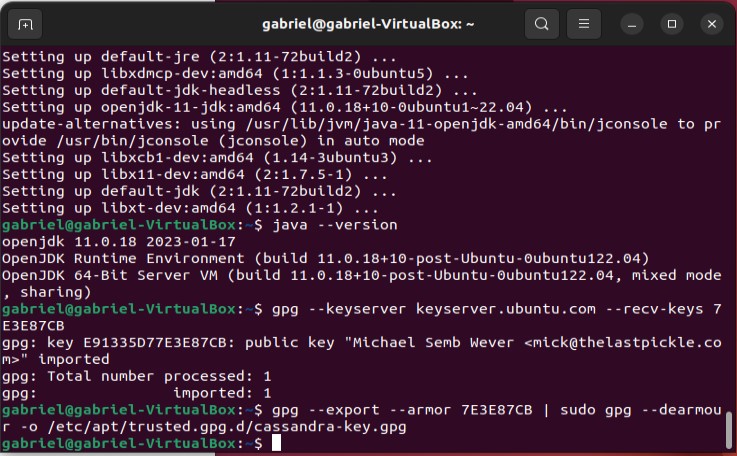 gabriel@gabriel-VirtualBox: ~
Setting up default-jre (2:1.11-72build2) ...
Setting up libxdmcp-dev:amd64 (1:1.1.3-0ubuntu5) ...
Setting up default-jdk-headless (2:1.11-72build2) ...
Setting up openjdk-11-jdk:amd64 (11.0.18+10-0ubuntu1~22.04) ...
update-alternatives: using /usr/lib/jvm/java-11-openjdk-amd64/bin/jconsole to pr
ovide /usr/bin/jconsole (jconsole) in auto mode
Setting up libxcb1-dev:amd64 (1.14-3ubuntu3) ...
Setting up libx11-dev:amd64 (2:1.7.5-1) ...
Setting up default-jdk (2:1.11-72build2) ...
Setting up libxt-dev:amd64 (1:1.2.1-1) ...
gabriel@gabriel-VirtualBox:~$ java --version
openjdk 11.0.18 2023-01-17
OpenJDK Runtime Environment (build 11.0.18+10-post-Ubuntu-0ubuntu122.04)
OpenJDK 64-Bit Server VM (build 11.0.18+10-post-Ubuntu-0ubuntu122.04, mixed mode
, sharing)
gabriel@gabriel-VirtualBox:~$ gpg --keyserver keyserver.ubuntu.com --recv-keys 7
E3E87CB
gpg: key E91335D77E3E87CB: public key "Michael Semb Wever <mick@thelastpickle.co
m>" imported
gpg: Total number processed: 1
gpg:               imported: 1
gabriel@gabriel-VirtualBox:~$ gpg --export --armor 7E3E87CB | sudo gpg --dearmou
r -o /etc/apt/trusted.gpg.d/cassandra-key.gpg
gabriel@gabriel-VirtualBox:~$